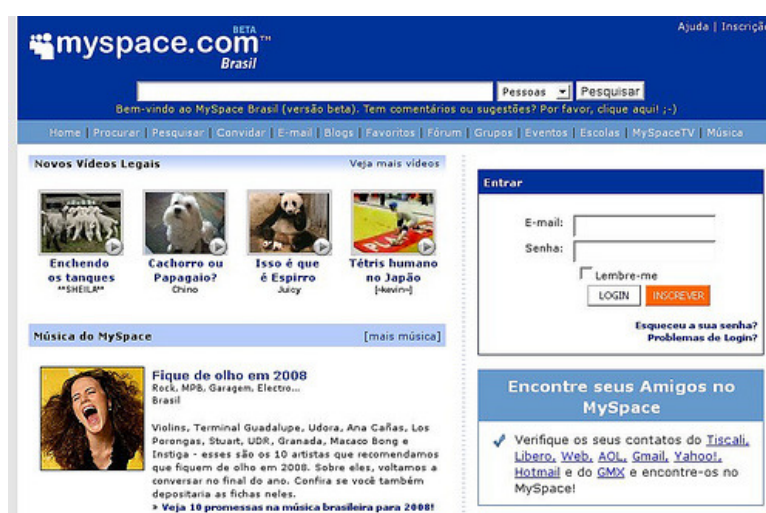 Ajuda | Inscrição
myspace.com™
BETA
Brasil
Pessoas Pesquisar
Bem-vindo ao MySpace Brasil (versão beta). Tem comentários ou sugestões? Por favor, clique aqui! ;-)
Home | Procurar | Pesquisar | Convidar | E-mail | Blogs | Favoritos | Fórum | Grupos | Eventos | Escolas | MySpaceTV | Música
Novos Vídeos Legais Veja mais vídeos
Enchendo os tanques
**SHEILA**
Cachorro ou Papagaio?
Chino
Isso é que é Espirro
Juicy
Tétris humano no Japão
[~kevin~]
Música do MySpace [mais música]
Fique de olho em 2008
Rock, MPB, Garagem, Electro...
Brasil
Violins, Terminal Guadalupe, Udora, Ana Cañas, Los
Porongas, Stuart, UDR, Granada, Macaco Bong e
Instiga - esses são os 10 artistas que recomendamos
que fiquem de olho em 2008. Sobre eles, voltamos a
conversar no final do ano. Confira se você também
depositaria as fichas neles.
» Veja 10 promessas na música brasileira para 2008!
Entrar
E-mail:
Senha:
Lembre-me
LOGIN INSCREVER
Esqueceu a sua senha?
Problemas de Login?
Encontre seus Amigos no
MySpace
Verifique os seus contatos do Tiscali,
Libero, Web, AOL, Gmail, Yahoo!,
Hotmail e do GMX e encontre-os no
MySpace!